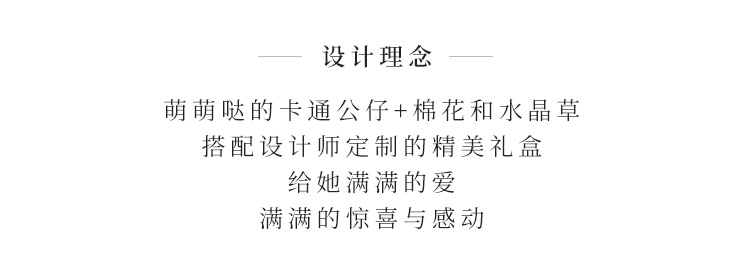 设计理念
萌萌哒的卡通公仔+棉花和水晶草
搭配设计师定制的精美礼盒
给她满满的爱
满满的惊喜与感动